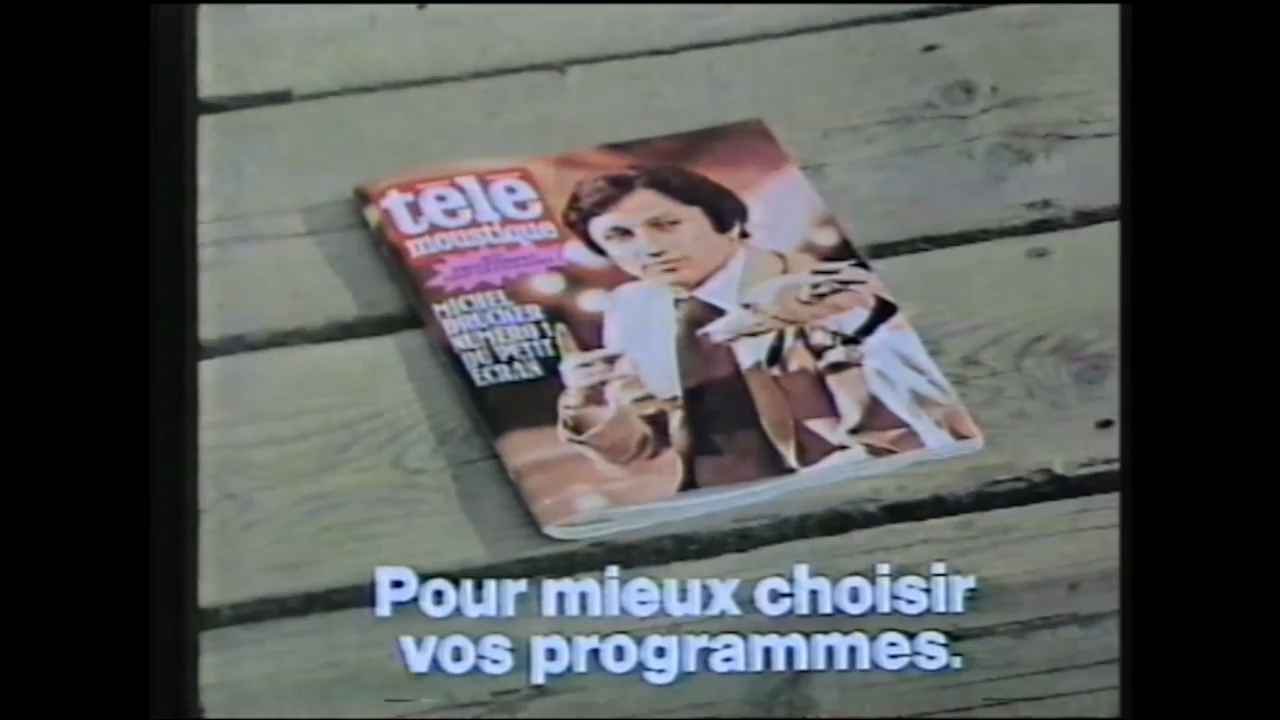 télé
moustique
MICHEL
DRUCKER
NUMÉRO 1
DU PETIT
ÉCRAN
Pour mieux choisir
vos programmes.